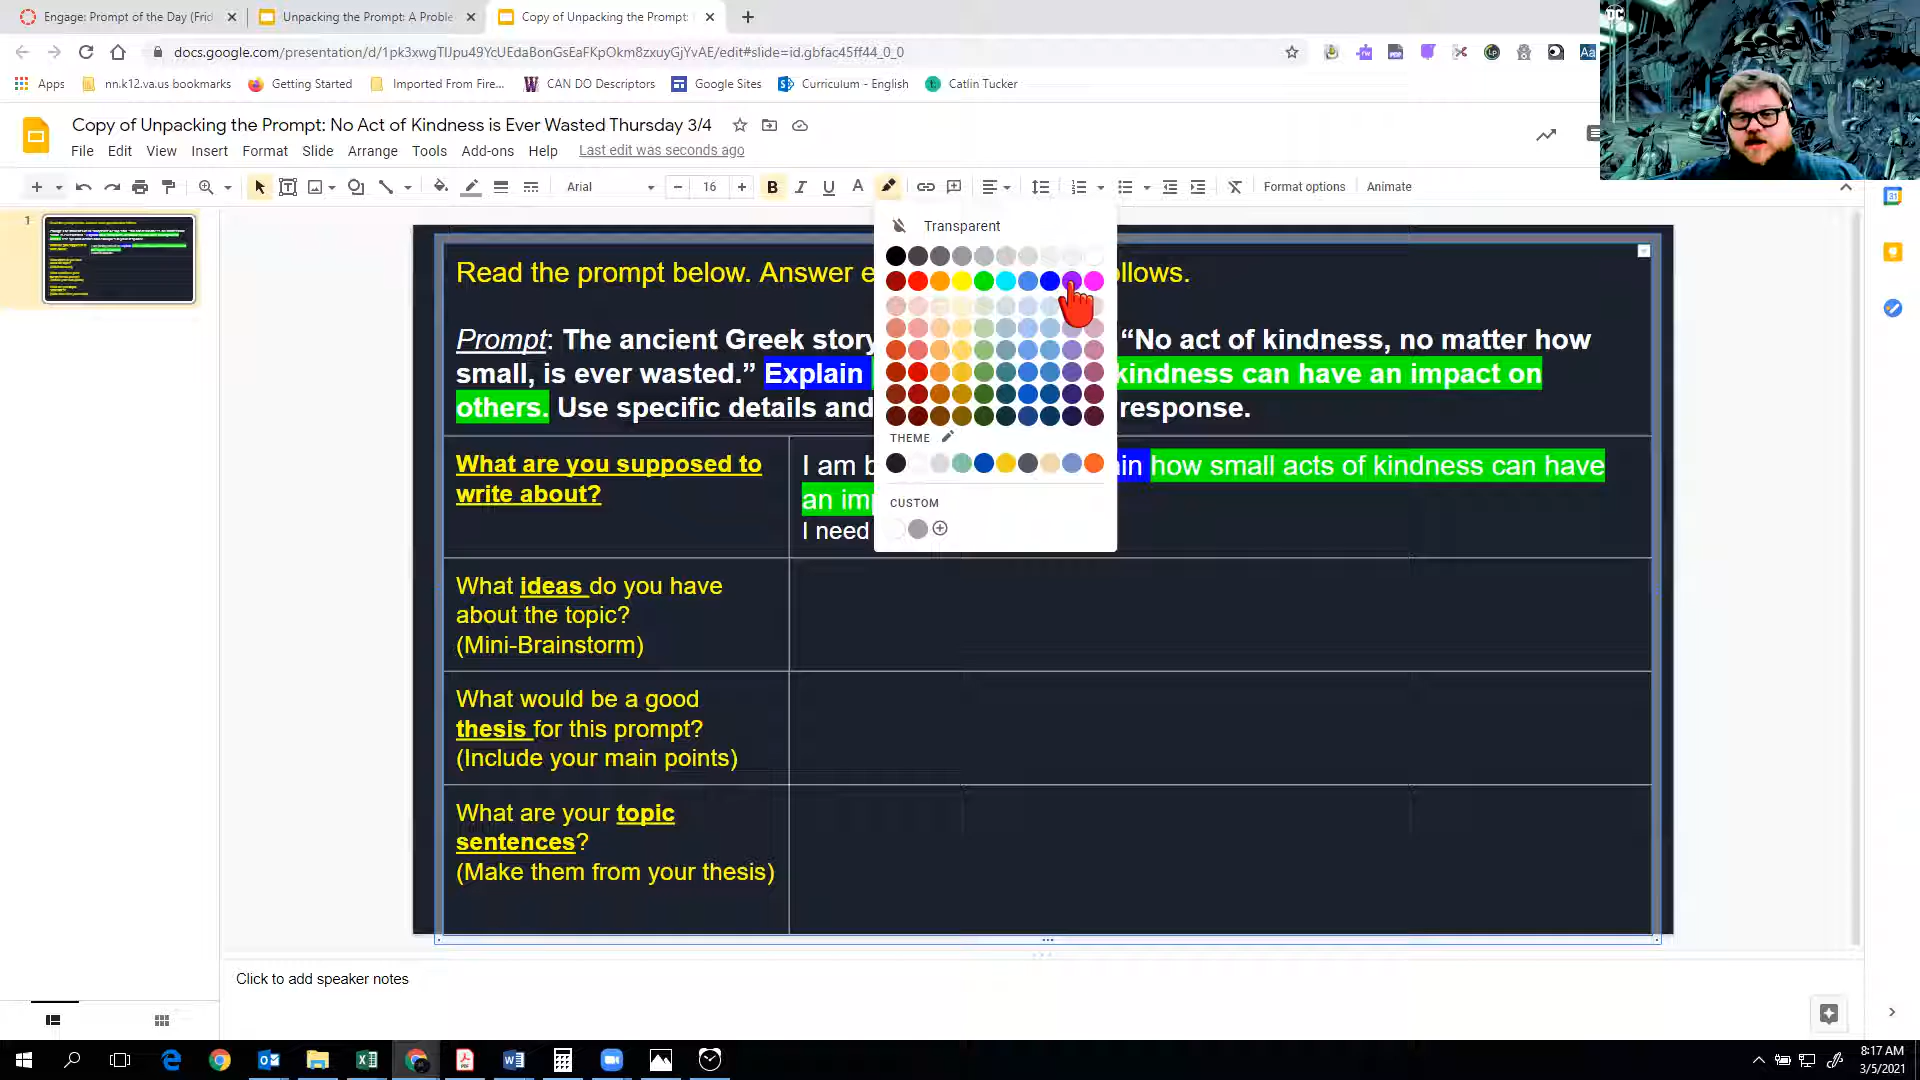 Engage: Prompt of the Day (Frid
Unpacking the Prompt: A Proble
Copy of Unpacking the Prompt:
docs.google.com/presentation/d/1pk3xwgTlJpu49YcUEdaBonGsEaFKpOkm8zxuyGjYvAE/edit#slide=id.gbfac45ff44_0_0
Apps
nn.k12.va.us bookmarks
Getting Started
Imported From Fire...
CAN DO Descriptors
Google Sites
Curriculum - English
Catlin Tucker
DC
Copy of Unpacking the Prompt: No Act of Kindness is Ever Wasted Thursday 3/4
File Edit View Insert Format Slide Arrange Tools Add-ons Help Last edit was seconds ago
Arial 16 B I U A Format options Animate
1
Transparent
THEME
CUSTOM
Read the prompt below. Answer e ollows.
Prompt: The ancient Greek story “No act of kindness, no matter how
small, is ever wasted.” Explain kindness can have an impact on
others. Use specific details and response.
What are you supposed to
write about?
I am b in how small acts of kindness can have
an imp
I need
What ideas do you have
about the topic?
(Mini-Brainstorm)
What would be a good
thesis for this prompt?
(Include your main points)
What are your topic
sentences?
(Make them from your thesis)
Click to add speaker notes
8:17 AM
3/5/2021